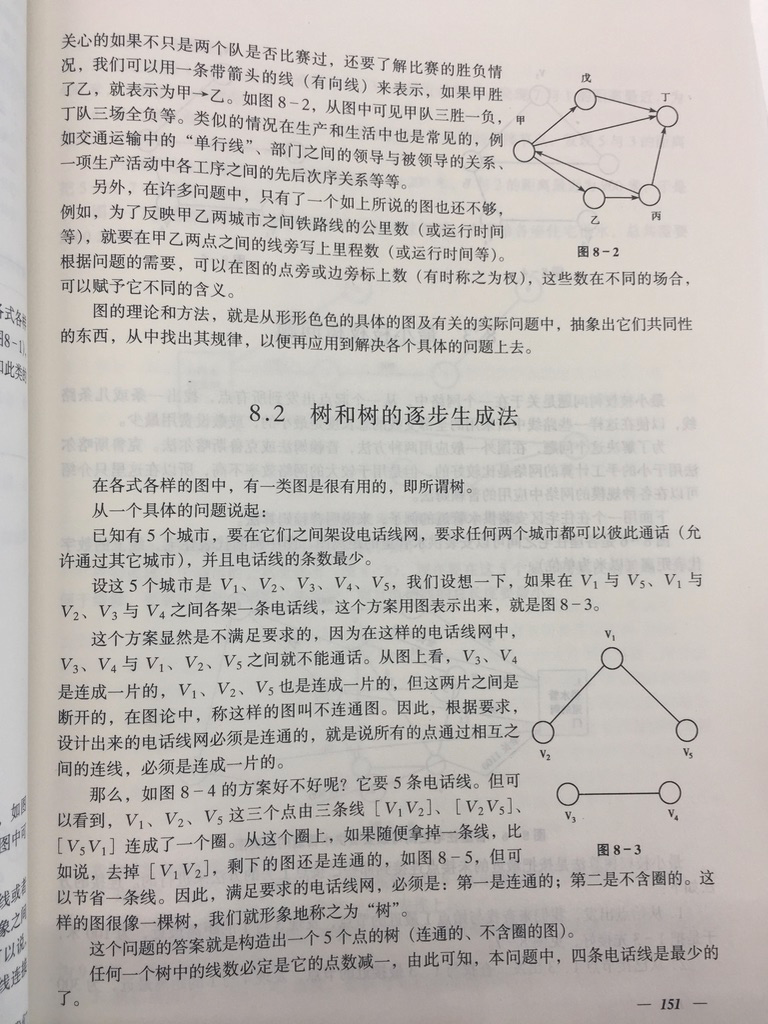 关心的如果不只是两个队是否比赛过，还要了解比赛的胜负情
况，我们可以用一条带箭头的线（有向线）来表示，如果甲胜
了乙，就表示为甲→乙。如图8-2，从图中可见甲队三胜一负，
丁队三场全负等。类似的情况在生产和生活中也是常见的，例
如交通运输中的“单行线”、部门之间的领导与被领导的关系、
一项生产活动中各工序之间的先后次序关系等等。
另外，在许多问题中，只有了一个如上所说的图也还不够，
例如，为了反映甲乙两城市之间铁路线的公里数（或运行时间
等），就要在甲乙两点之间的线旁写上里程数（或运行时间等）。
根据问题的需要，可以在图的点旁或边旁标上数（有时称之为权），这些数在不同的场合，
可以赋予它不同的含义。
戊
丁
甲
乙
丙
图8-2
图的理论和方法，就是从形形色色的具体的图及有关的实际问题中，抽象出它们共同性
的东西，从中找出其规律，以便再应用到解决各个具体的问题上去。
8.2 树和树的逐步生成法
在各式各样的图中，有一类图是很有用的，即所谓树。
从一个具体的问题说起：
已知有5个城市，要在它们之间架设电话线网，要求任何两个城市都可以彼此通话（允
许通过其它城市），并且电话线的条数最少。
设这5个城市是 V₁、V₂、V₃、V₄、V₅，我们设想一下，如果在 V₁ 与 V₅、V₁ 与
V₂、V₃ 与 V₄ 之间各架一条电话线，这个方案用图表示出来，就是图8-3。
这个方案显然是不满足要求的，因为在这样的电话线网中，
V₃、V₄ 与 V₁、V₂、V₅ 之间就不能通话。从图上看，V₃、V₄
是连成一片的，V₁、V₂、V₅ 也是连成一片的，但这两片之间是
断开的，在图论中，称这样的图叫不连通图。因此，根据要求，
设计出来的电话线网必须是连通的，就是说所有的点通过相互之
间的连线，必须是连成一片的。
那么，如图8-4的方案好不好呢？它要5条电话线。但可
以看到，V₁、V₂、V₅ 这三个点由三条线［V₁V₂］、［V₂V₅］、
［V₅V₁］连成了一个圈。从这个圈上，如果随便拿掉一条线，比
如说，去掉［V₁V₂］，剩下的图还是连通的，如图8-5，但可
以节省一条线。因此，满足要求的电话线网，必须是：第一是连通的；第二是不含圈的。这
样的图很像一棵树，我们就形象地称之为“树”。
V₁
V₂
V₅
V₃
V₄
图8-3
这个问题的答案就是构造出一个5个点的树（连通的、不含圈的图）。
任何一个树中的线数必定是它的点数减一，由此可知，本问题中，四条电话线是最少的
了。
— 151 —